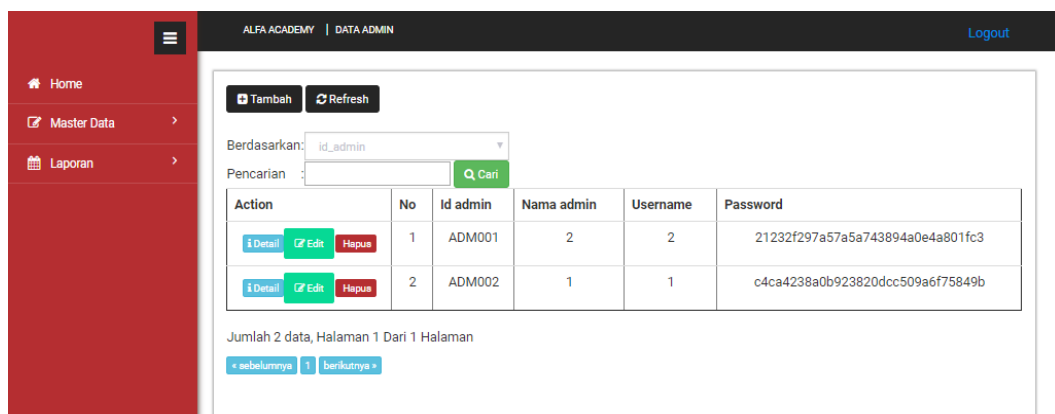 ALFA ACADEMY | DATA ADMIN
Logout
Home
Master Data
Laporan
Tambah Refresh
Berdasarkan: id_admin
Pencarian : Cari
Action No Id admin Nama admin Username Password
Detail Edit Hapus 1 ADM001 2 2 21232f297a57a5a743894a0e4a801fc3
Detail Edit Hapus 2 ADM002 1 1 c4ca4238a0b923820dcc509a6f75849b
Jumlah 2 data, Halaman 1 Dari 1 Halaman
« sebelumnya 1 berikutnya »